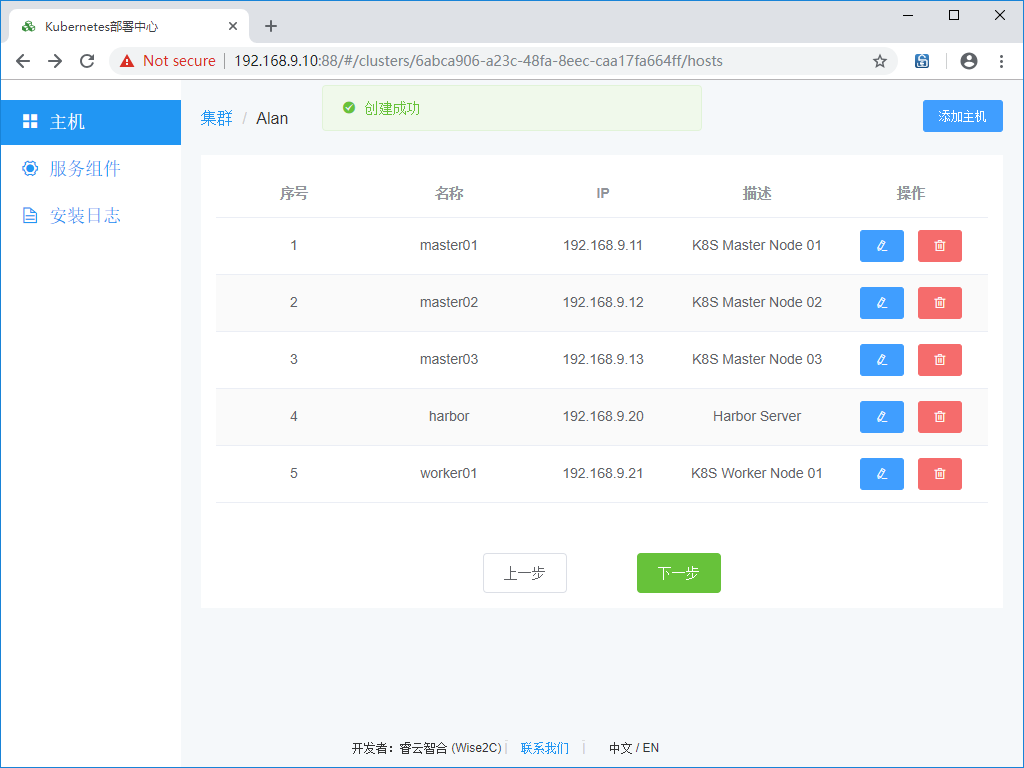 Kubernetes部署中心
Not secure 192.168.9.10:88/#/clusters/6abca906-a23c-48fa-8eec-caa17fa664ff/hosts
主机
服务组件
安装日志
集群 / Alan
创建成功
添加主机
序号 名称 IP 描述 操作
1 master01 192.168.9.11 K8S Master Node 01
2 master02 192.168.9.12 K8S Master Node 02
3 master03 192.168.9.13 K8S Master Node 03
4 harbor 192.168.9.20 Harbor Server
5 worker01 192.168.9.21 K8S Worker Node 01
上一步 下一步
开发者：睿云智合 (Wise2C) | 联系我们 | 中文 / EN